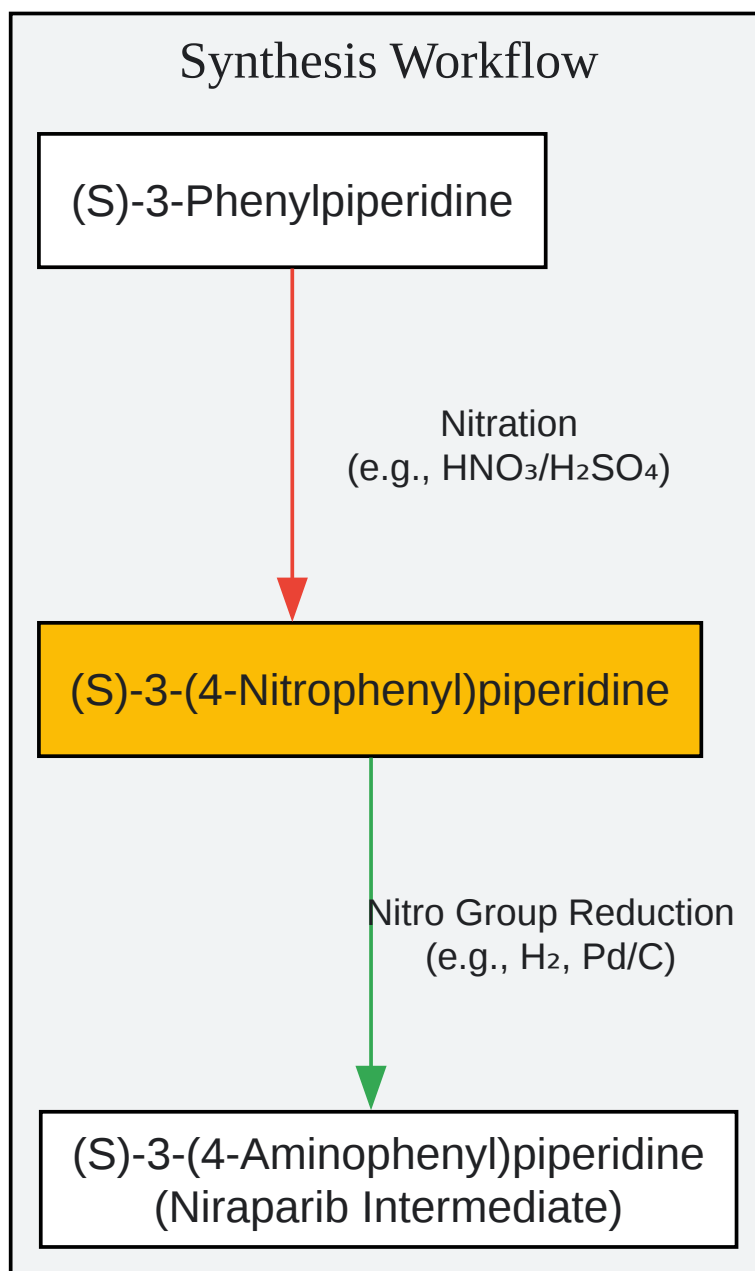 Synthesis Workflow
(S)-3-Phenylpiperidine
Nitration
(e.g., HNO₃/H₂SO₄)
(S)-3-(4-Nitrophenyl)piperidine
Nitro Group Reduction
(e.g., H₂, Pd/C)
(S)-3-(4-Aminophenyl)piperidine
(Niraparib Intermediate)